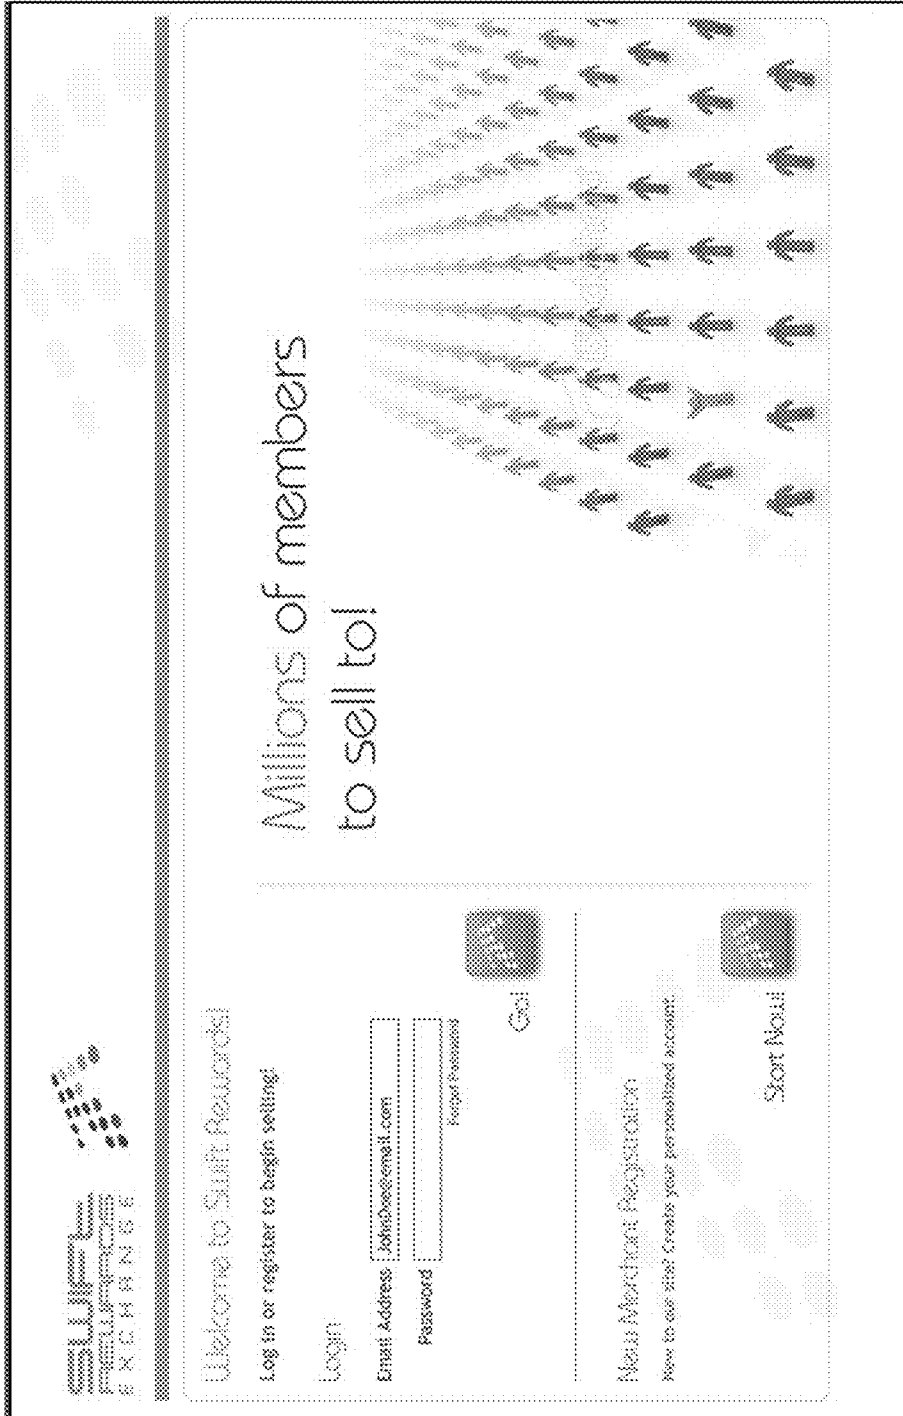 SWIFT
REWARDS
EXCHANGE
Welcome to Swift Rewards!
Log in or register to begin selling!
Login
Email Address JohnDoe@email.com
Password
Forgot Password
Go!
New Merchant Registration
New to our site? Create your personalized account.
Start Now!
Millions of members
to sell to!